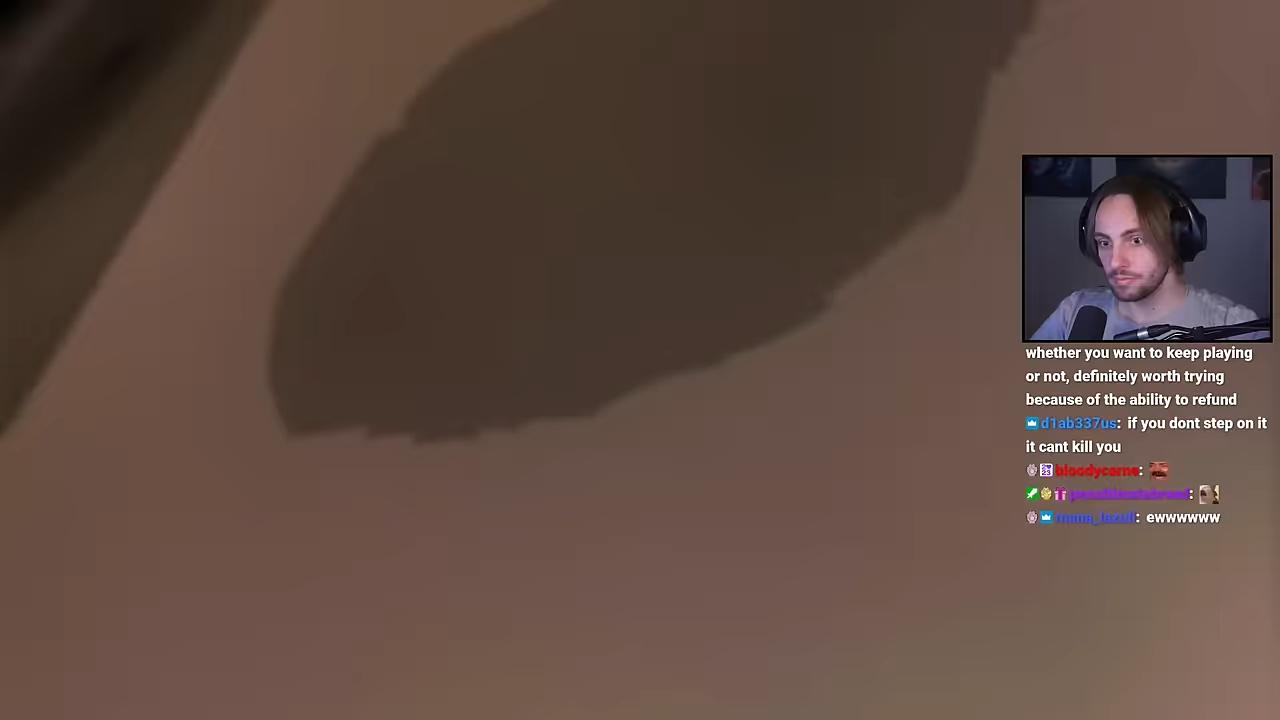 whether you want to keep playing
or not, definitely worth trying
because of the ability to refund
d1ab337us: if you dont step on it
it cant kill you
bloodycarne:
: ewwwwww